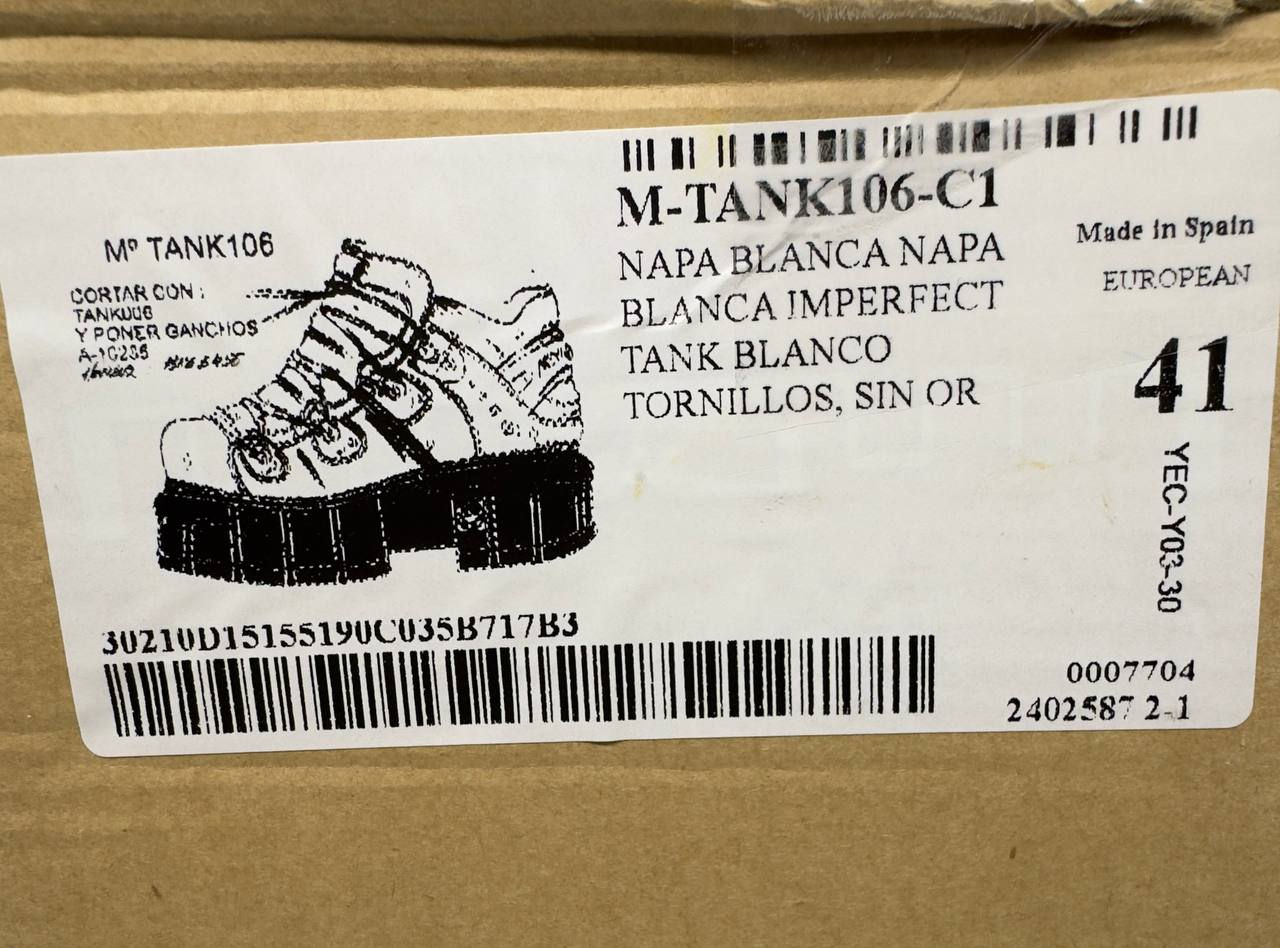 M-TANK106-C1
NAPA BLANCA NAPA
BLANCA IMPERFECT
TANK BLANCO
TORNILLOS, SIN OR
Made in Spain
EUROPEAN
41
YEC-Y03-30
Mº TANK106
CORTAR CON :
TANK006
Y PONER GANCHOS
30210D15155190C035B717B3
0007704
2402587 2-1